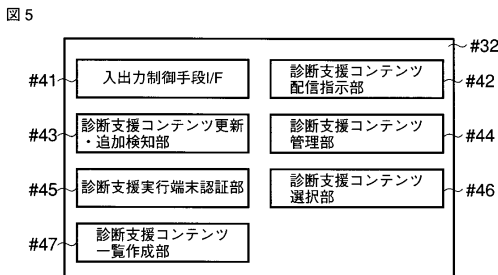 図5
#32
#41
入出力制御手段I/F
診断支援コンテンツ
配信指示部
#42
#43
診断支援コンテンツ更新
・追加検知部
診断支援コンテンツ
管理部
#44
#45
診断支援実行端末認証部
診断支援コンテンツ
選択部
#46
#47
診断支援コンテンツ
一覧作成部